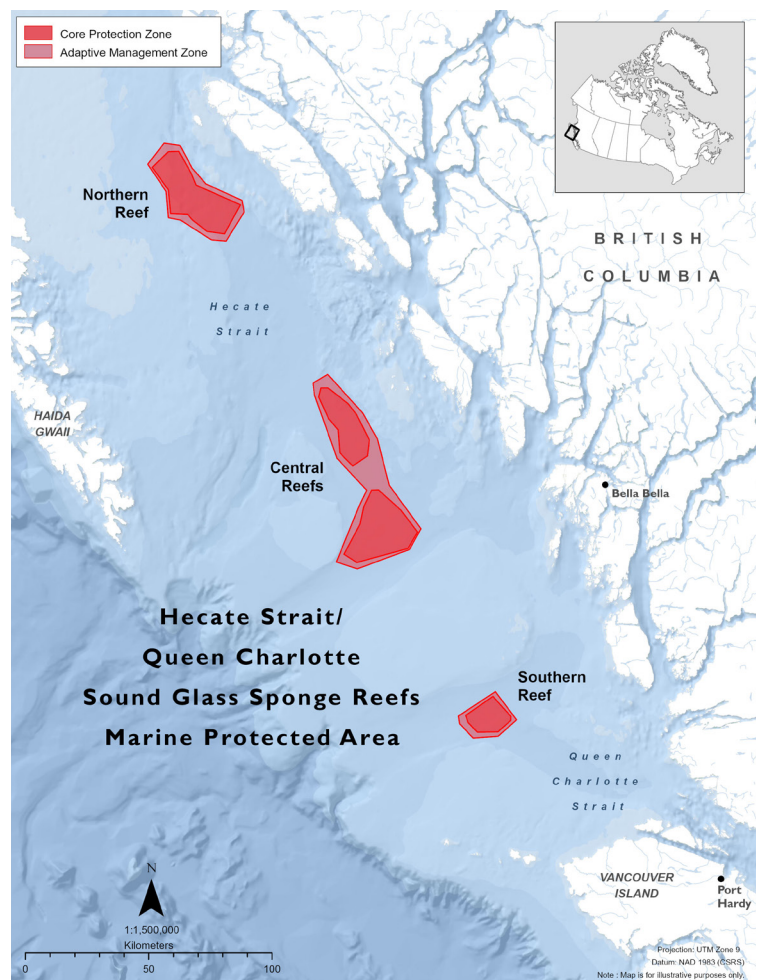 Core Protection Zone
Adaptive Management Zone
Northern
Reef
BRITISH
COLUMBIA
Hecate
Strait
HAIDA
GWAII
Central
Reefs
Bella Bella
Hecate Strait/
Queen Charlotte
Sound Glass Sponge Reefs
Marine Protected Area
Southern
Reef
Queen
Charlotte
Strait
VANCOUVER
ISLAND
Port
Hardy
N
1:1,500,000
Kilometers
0 50 100
Projection: UTM Zone 9
Datum: NAD 1983 (CSRS)
Note : Map is for illustrative purposes only.